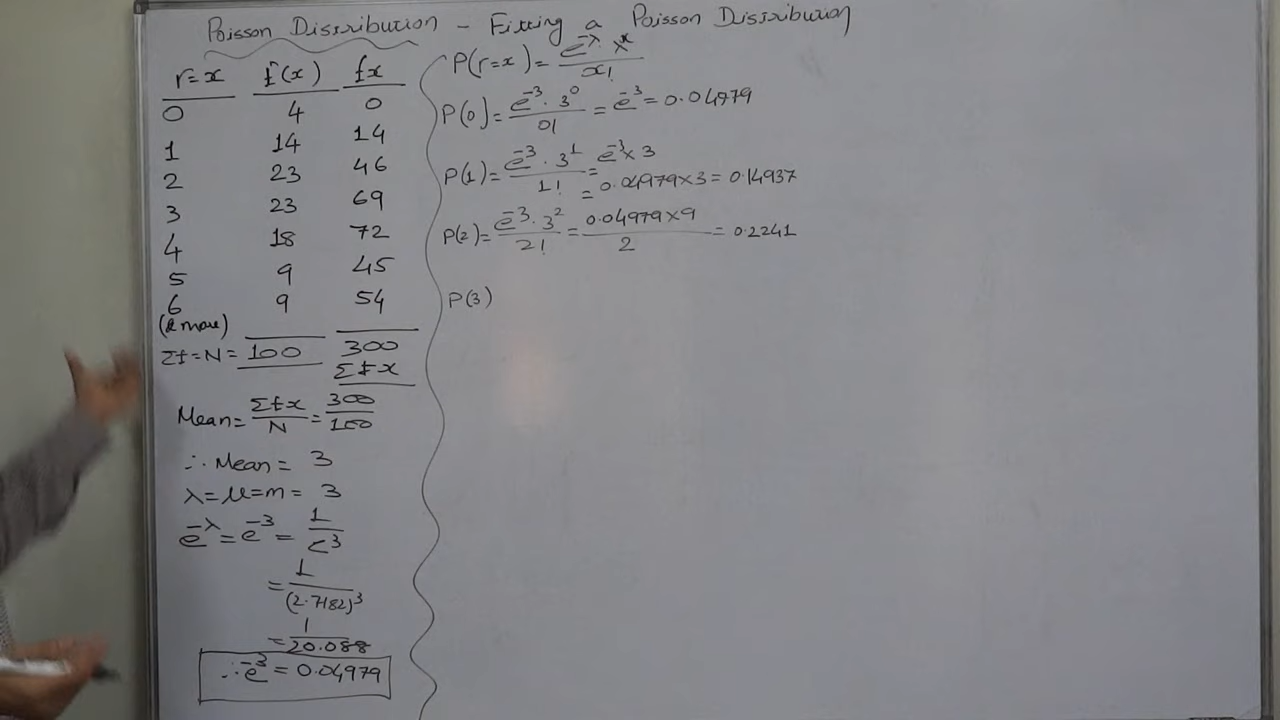 Poisson Distribution - Fitting a Poisson Distribution
r=x f(x) fx
0 4 0
1 14 14
2 23 46
3 23 69
4 18 72
5 9 45
6 9 54
(& more)
Σf=N= 100 300
Σfx
Mean= Σfx/N = 300/100
∴ Mean= 3
λ=μ=m= 3
e^-λ = e^-3 = 1/e^3
= 1/(2.7182)^3
= 1/20.088
∴ e^-3 = 0.04979
P(r=x) = e^-λ λ^x / x!
P(0) = e^-3 · 3^0 / 0! = e^-3 = 0.04979
P(1) = e^-3 · 3^1 / 1! = e^-3 × 3
= 0.04979×3 = 0.14937
P(2) = e^-3 · 3^2 / 2! = 0.04979×9 / 2 = 0.2241
P(3)